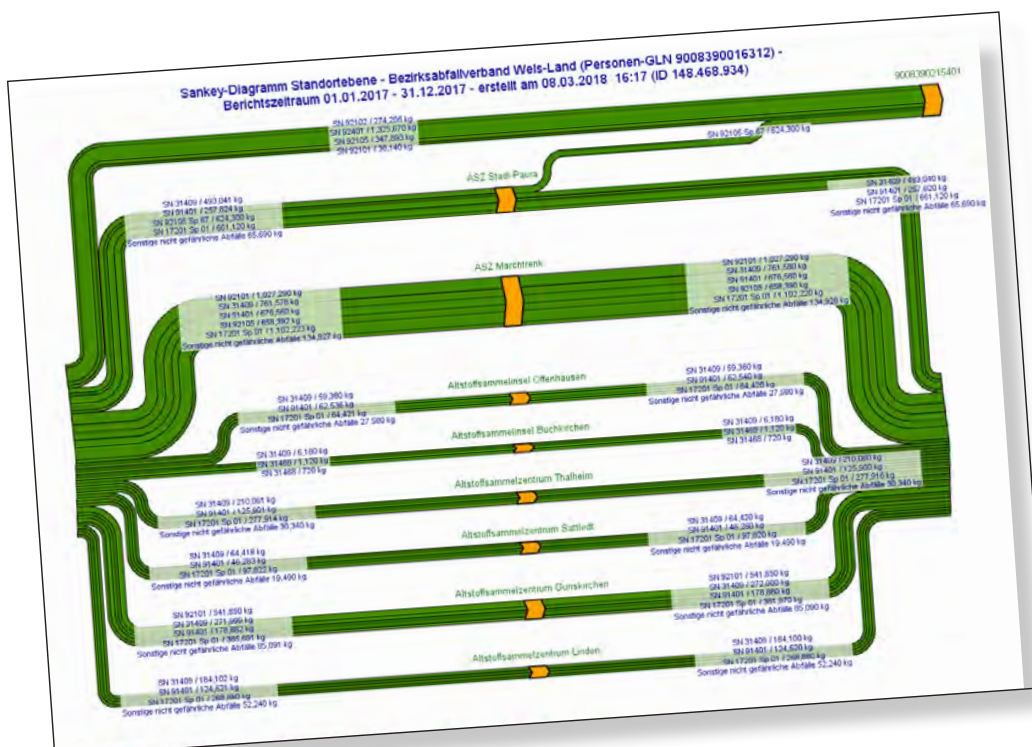 Sankey-Diagramm Standortebene - Bezirksabfallverband Wels-Land (Personen-GLN 9008390016312) -
Berichtszeitraum 01.01.2017 - 31.12.2017 - erstellt am 08.03.2018 16:17 (ID 148.468.934)
9008390215401
SN 92102 / 274,286 kg
SN 92401 / 1,325,670 kg
SN 92105 / 347,893 kg
SN 92101 / 36,140 kg
SN 92105 Sp 67 / 624,300 kg
ASZ Stadl-Paura
SN 31409 / 493,041 kg
SN 91401 / 257,824 kg
SN 92105 Sp 67 / 624,300 kg
SN 17201 Sp 01 / 661,120 kg
Sonstige nicht gefährliche Abfälle 65,690 kg
SN 31409 / 493,040 kg
SN 91401 / 257,820 kg
SN 17201 Sp 01 / 661,120 kg
Sonstige nicht gefährliche Abfälle 65,690 kg
ASZ Marchtrenk
SN 92101 / 1,027,290 kg
SN 31409 / 761,578 kg
SN 91401 / 676,560 kg
SN 92105 / 658,390 kg
SN 17201 Sp 01 / 1,102,223 kg
Sonstige nicht gefährliche Abfälle 134,927 kg
SN 92101 / 1,027,290 kg
SN 31409 / 761,580 kg
SN 91401 / 676,560 kg
SN 92105 / 658,390 kg
SN 17201 Sp 01 / 1,102,220 kg
Sonstige nicht gefährliche Abfälle 134,928 kg
Altstoffsammelinsel Offenhausen
SN 31409 / 59,380 kg
SN 91401 / 62,536 kg
SN 17201 Sp 01 / 64,421 kg
Sonstige nicht gefährliche Abfälle 27,580 kg
SN 31409 / 59,360 kg
SN 91401 / 62,540 kg
SN 17201 Sp 01 / 64,420 kg
Sonstige nicht gefährliche Abfälle 27,580 kg
Altstoffsammelinsel Buchkirchen
SN 31409 / 6,180 kg
SN 31469 / 1,120 kg
SN 31468 / 720 kg
SN 31409 / 6,180 kg
SN 31469 / 1,120 kg
SN 31468 / 720 kg
Altstoffsammelzentrum Thalheim
SN 31409 / 210,081 kg
SN 91401 / 125,901 kg
SN 17201 Sp 01 / 277,914 kg
Sonstige nicht gefährliche Abfälle 30,340 kg
SN 31409 / 210,080 kg
SN 91401 / 125,900 kg
SN 17201 Sp 01 / 277,916 kg
Sonstige nicht gefährliche Abfälle 30,340 kg
Altstoffsammelzentrum Sattledt
SN 31409 / 64,418 kg
SN 91401 / 46,283 kg
SN 17201 Sp 01 / 97,822 kg
Sonstige nicht gefährliche Abfälle 19,490 kg
SN 31409 / 64,420 kg
SN 91401 / 46,280 kg
SN 17201 Sp 01 / 97,820 kg
Sonstige nicht gefährliche Abfälle 19,490 kg
Altstoffsammelzentrum Gunskirchen
SN 92101 / 541,850 kg
SN 31409 / 271,999 kg
SN 91401 / 178,882 kg
SN 17201 Sp 01 / kg
Sonstige nicht gefährliche Abfälle 85,091 kg
SN 92101 / 541,850 kg
SN 31409 / 272,000 kg
SN 91401 / 178,880 kg
SN 17201 Sp 01 / kg
Sonstige nicht gefährliche Abfälle 85,090 kg
Altstoffsammelzentrum Linden
SN 31409 / 184,102 kg
SN 91401 / 124,621 kg
SN 17201 Sp 01 / 268,880 kg
Sonstige nicht gefährliche Abfälle 52,240 kg
SN 31409 / 184,100 kg
SN 91401 / 124,620 kg
SN 17201 Sp 01 / 268,880 kg
Sonstige nicht gefährliche Abfälle 52,240 kg